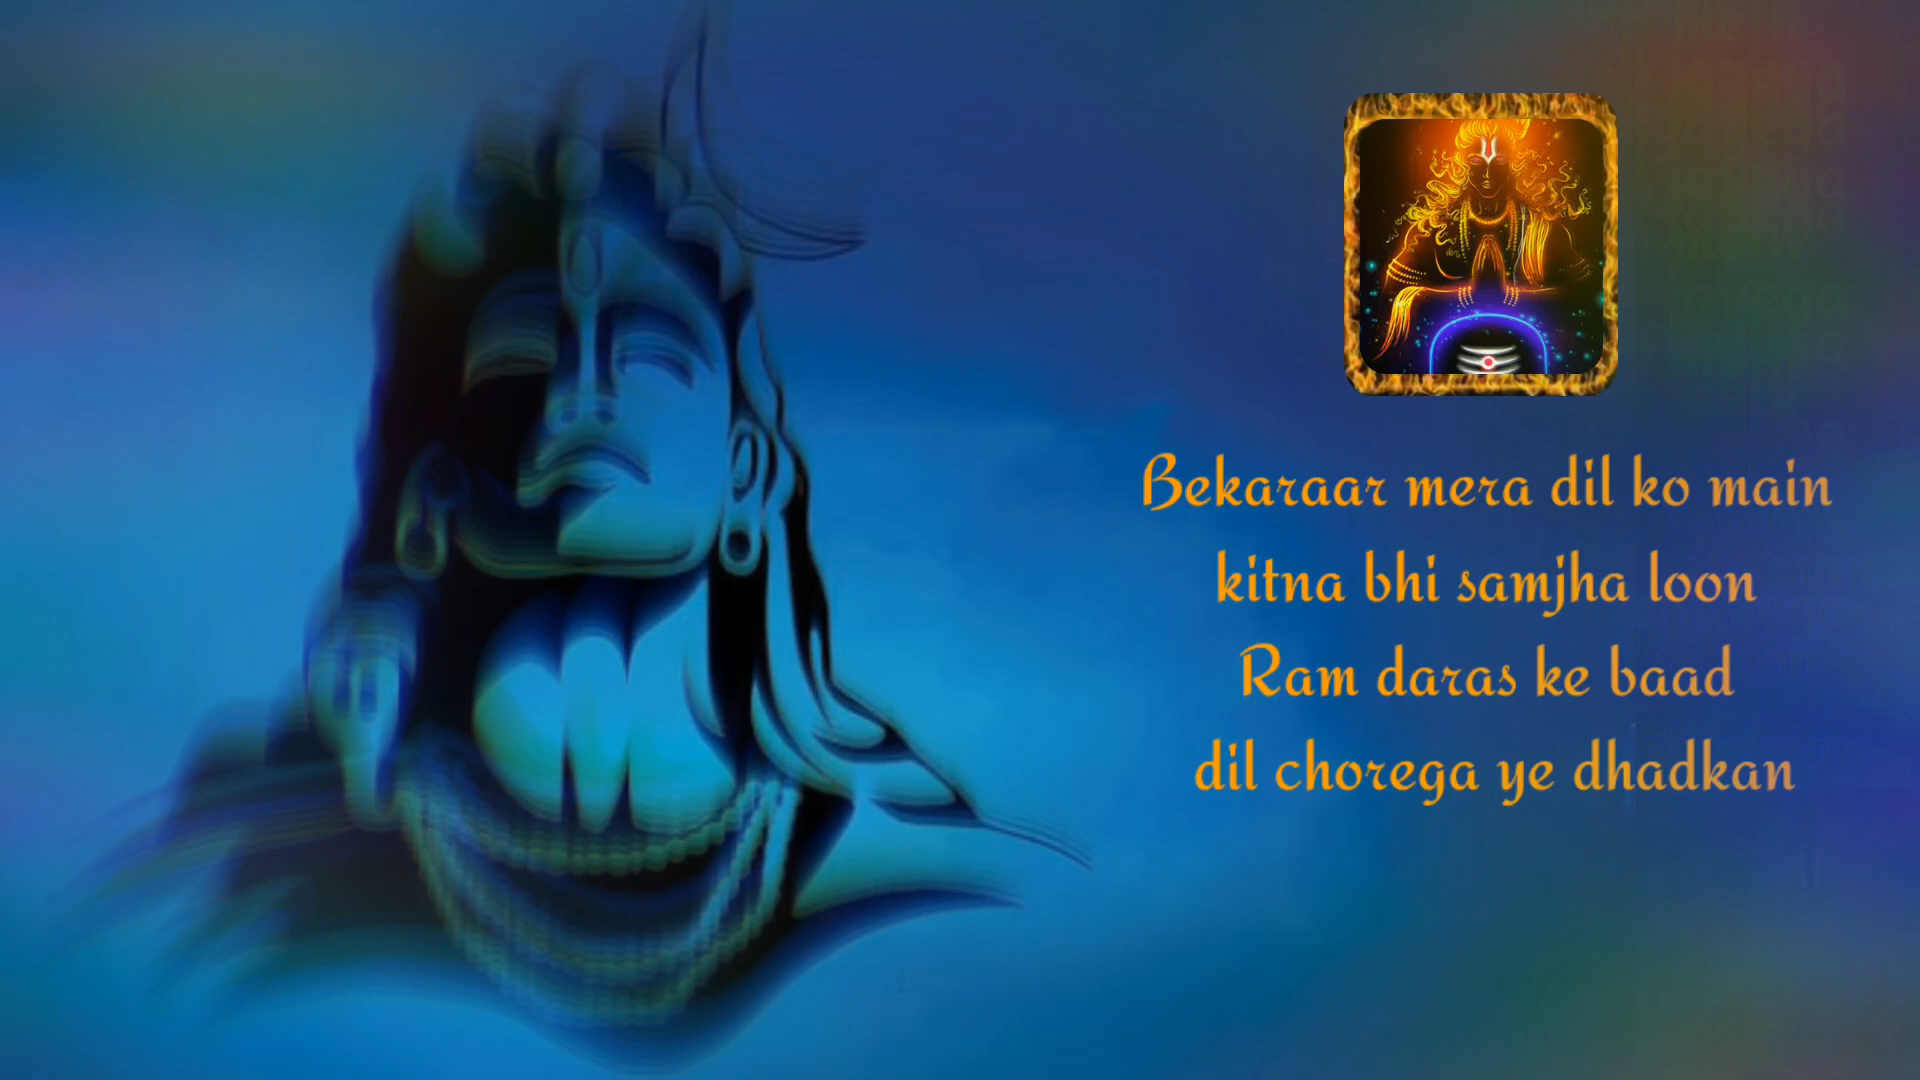 Bekaraar mera dil ko main
kitna bhi samjha loon
Ram daras ke baad
dil chorega ye dhadkan